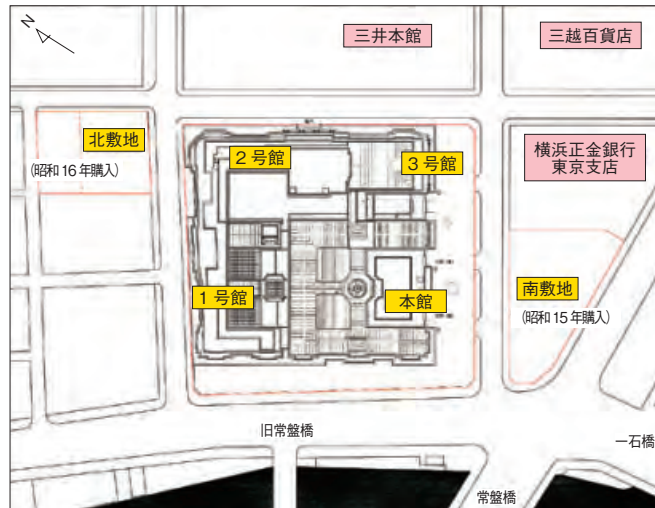 N
三井本館
三越百貨店
北敷地
(昭和16年購入)
2号館
3号館
横浜正金銀行
東京支店
1号館
本館
南敷地
(昭和15年購入)
旧常盤橋
一石橋
常盤橋